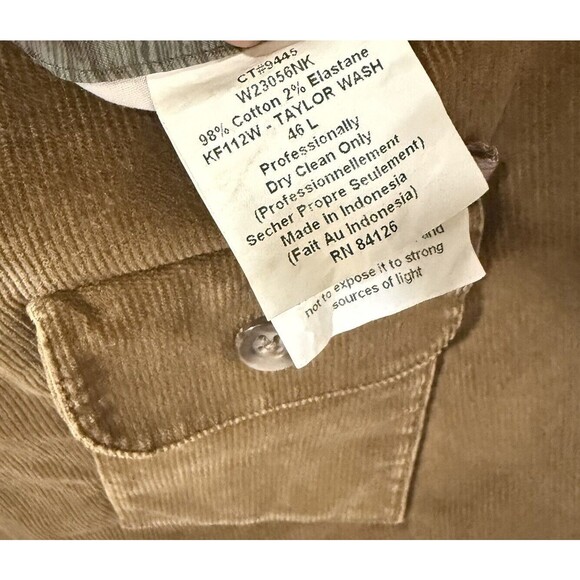 CT#9445
W23056NK
98% Cotton 2% Elastane
KF112W - TAYLOR WASH
46 L
Professionally
Dry Clean Only
(Professionnellement
Secher Propre Seulement)
Made in Indonesia
(Fait Au Indonesia)
RN 84126
and
not to expose it to strong
sources of light